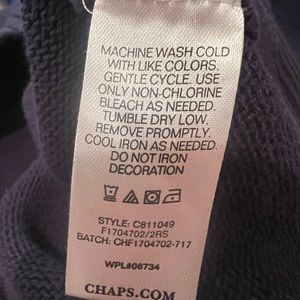 MACHINE WASH COLD
WITH LIKE COLORS.
GENTLE CYCLE. USE
ONLY NON-CHLORINE
BLEACH AS NEEDED.
TUMBLE DRY LOW.
REMOVE PROMPTLY.
COOL IRON AS NEEDED.
DO NOT IRON
DECORATION
STYLE: C811049
F1704702/2RS
BATCH: CHF1704702-717
WPL#06734
CHAPS.COM